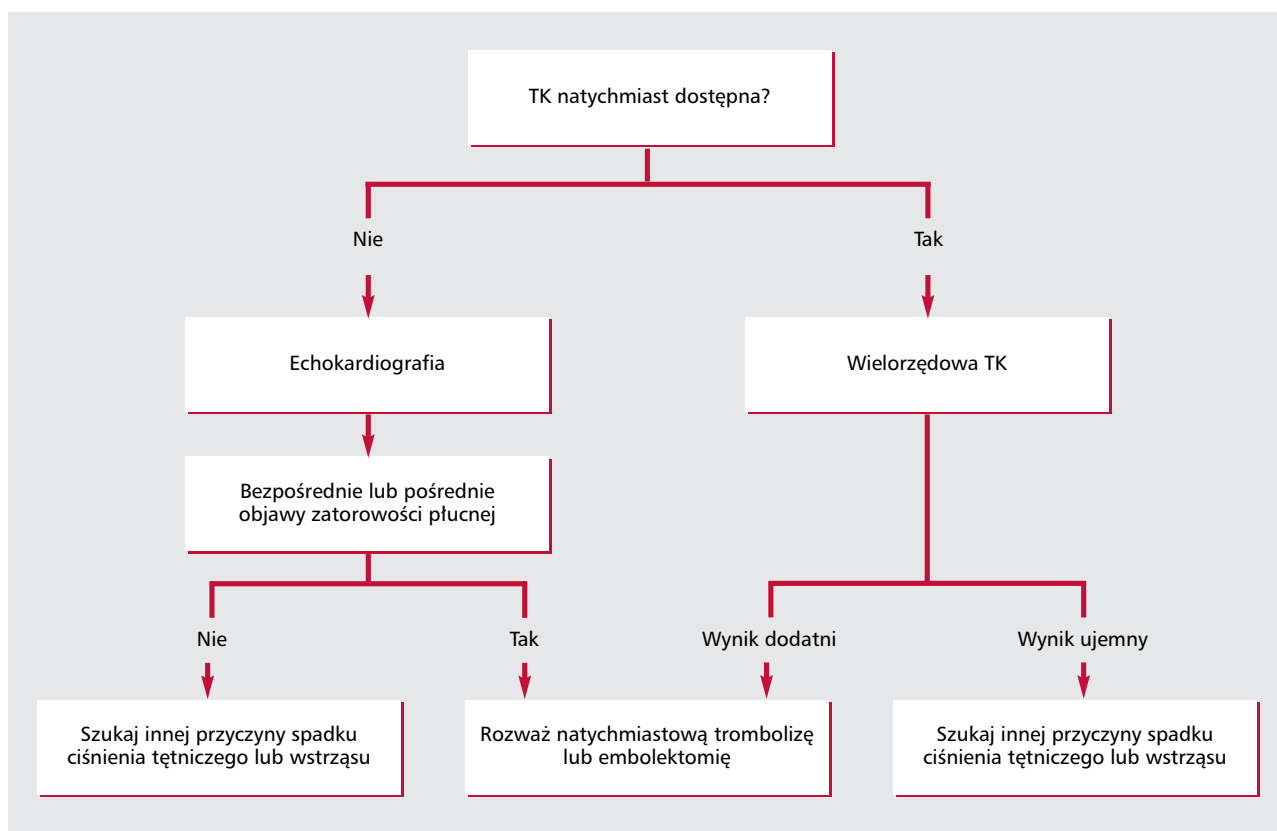 TK natychmiast dostępna?
Nie
Tak
Echokardiografia
Wielorzędowa TK
Bezpośrednie lub pośrednie
objawy zatorowości płucnej
Nie
Tak
Wynik dodatni
Wynik ujemny
Szukaj innej przyczyny spadku
ciśnienia tętniczego lub wstrząsu
Rozważ natychmiastową trombolizę
lub embolektomię
Szukaj innej przyczyny spadku
ciśnienia tętniczego lub wstrząsu